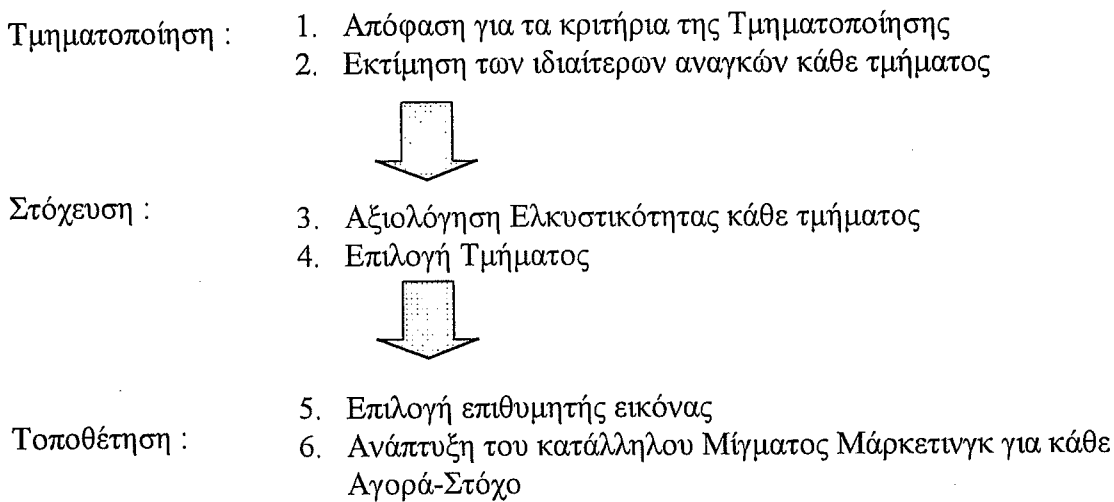 Τμηματοποίηση : 1. Απόφαση για τα κριτήρια της Τμηματοποίησης
2. Εκτίμηση των ιδιαίτερων αναγκών κάθε τμήματος
Στόχευση : 3. Αξιολόγηση Ελκυστικότητας κάθε τμήματος
4. Επιλογή Τμήματος
5. Επιλογή επιθυμητής εικόνας
Τοποθέτηση : 6. Ανάπτυξη του κατάλληλου Μίγματος Μάρκετινγκ για κάθε
Αγορά-Στόχο